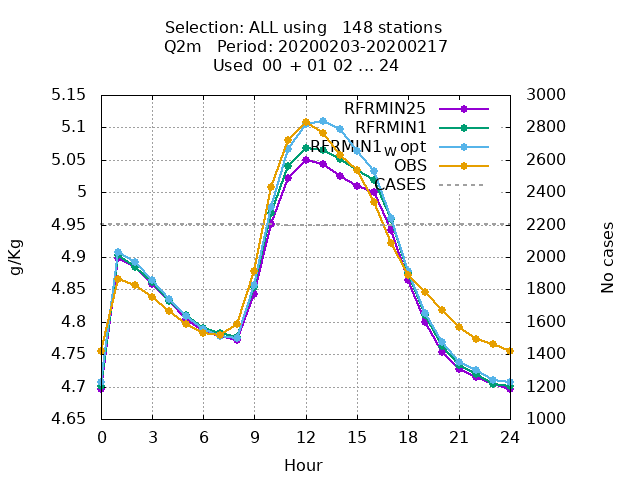 Selection: ALL using 148 stations
Q2m Period: 20200203-20200217
Used 00 + 01 02 ... 24
5.15
5.1
5.05
5
4.95
4.9
4.85
4.8
4.75
4.7
4.65
3000
2800
2600
2400
2200
2000
1800
1600
1400
1200
1000
RFRMIN25
RFRMIN1
RFRMIN1_wopt
OBS
CASES
g/Kg
No cases
0 3 6 9 12 15 18 21 24
Hour